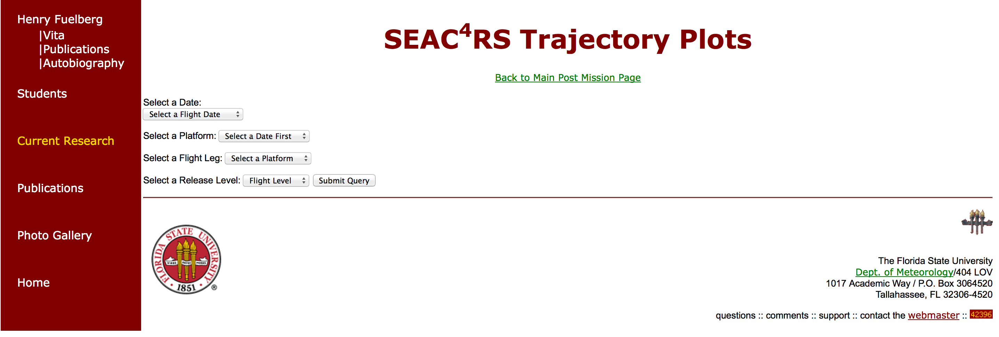 Henry Fuelberg
|Vita
|Publications
|Autobiography
Students
Current Research
Publications
Photo Gallery
Home
SEAC⁴RS Trajectory Plots
Back to Main Post Mission Page
Select a Date:
Select a Flight Date
Select a Platform: Select a Date First
Select a Flight Leg: Select a Platform
Select a Release Level: Flight Level Submit Query
FLORIDA STATE UNIVERSITY
VIRES ARTES MORES
1851 ®
The Florida State University
Dept. of Meteorology/404 LOV
1017 Academic Way / P.O. Box 3064520
Tallahassee, FL 32306-4520
questions :: comments :: support :: contact the webmaster :: 42396